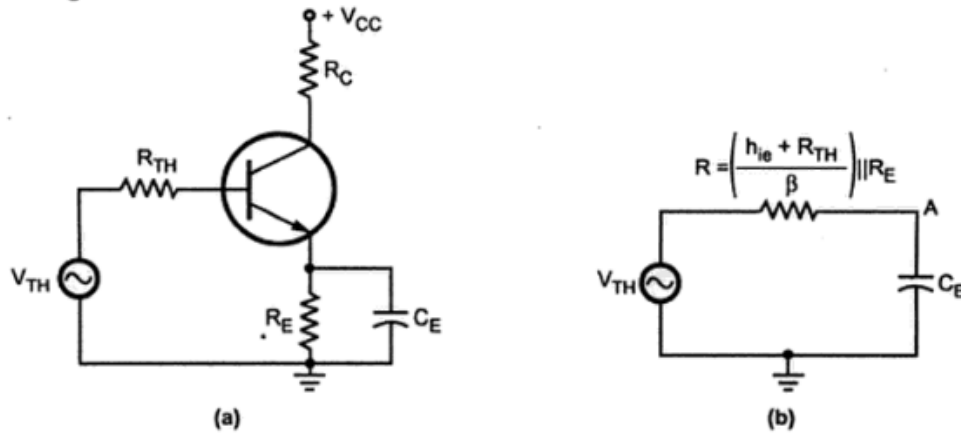 + V_CC
R_C
R_TH
V_TH
R_E
C_E
(a)
R = ((h_ie + R_TH) / β) || R_E
A
V_TH
C_E
(b)